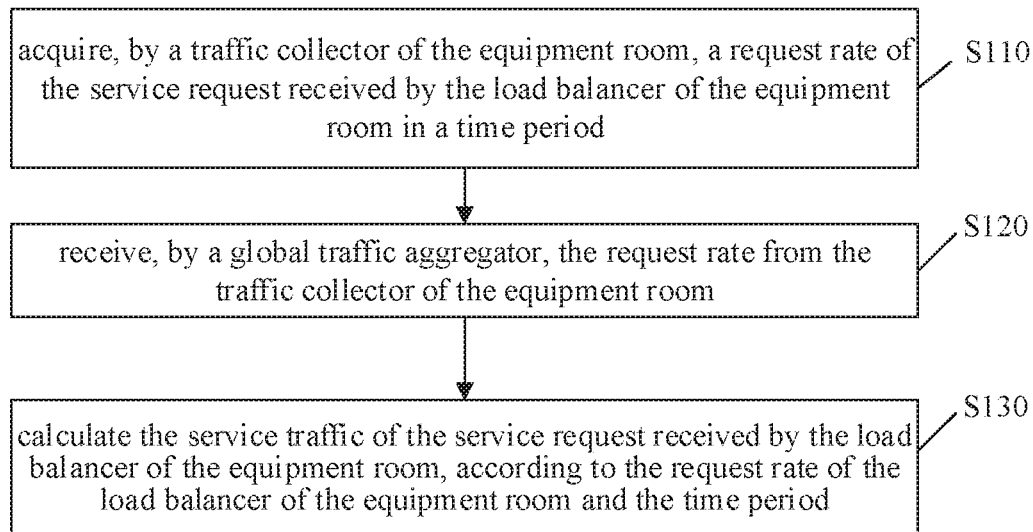 acquire, by a traffic collector of the equipment room, a request rate of
the service request received by the load balancer of the equipment
room in a time period
S110
receive, by a global traffic aggregator, the request rate from the
traffic collector of the equipment room
S120
calculate the service traffic of the service request received by the load
balancer of the equipment room, according to the request rate of the
load balancer of the equipment room and the time period
S130